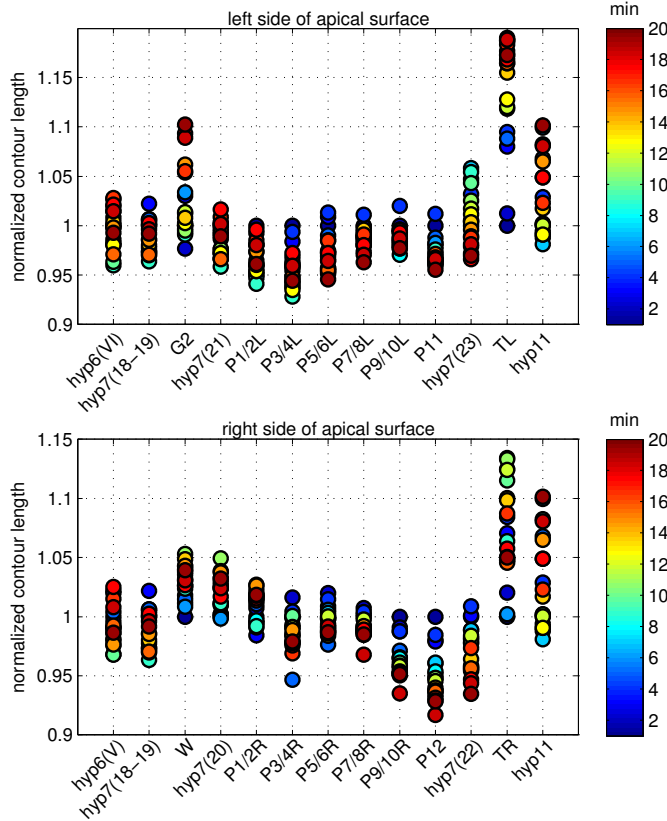 left side of apical surface
min
normalized contour length
1.15
1.1
1.05
1
0.95
0.9
20
18
16
14
12
10
8
6
4
2
hyp6(VI)
hyp7(18−19)
G2
hyp7(21)
P1/2L
P3/4L
P5/6L
P7/8L
P9/10L
P11
hyp7(23)
TL
hyp11
right side of apical surface
min
normalized contour length
1.15
1.1
1.05
1
0.95
0.9
20
18
16
14
12
10
8
6
4
2
hyp6(V)
hyp7(18−19)
W
hyp7(20)
P1/2R
P3/4R
P5/6R
P7/8R
P9/10R
P12
hyp7(22)
TR
hyp11